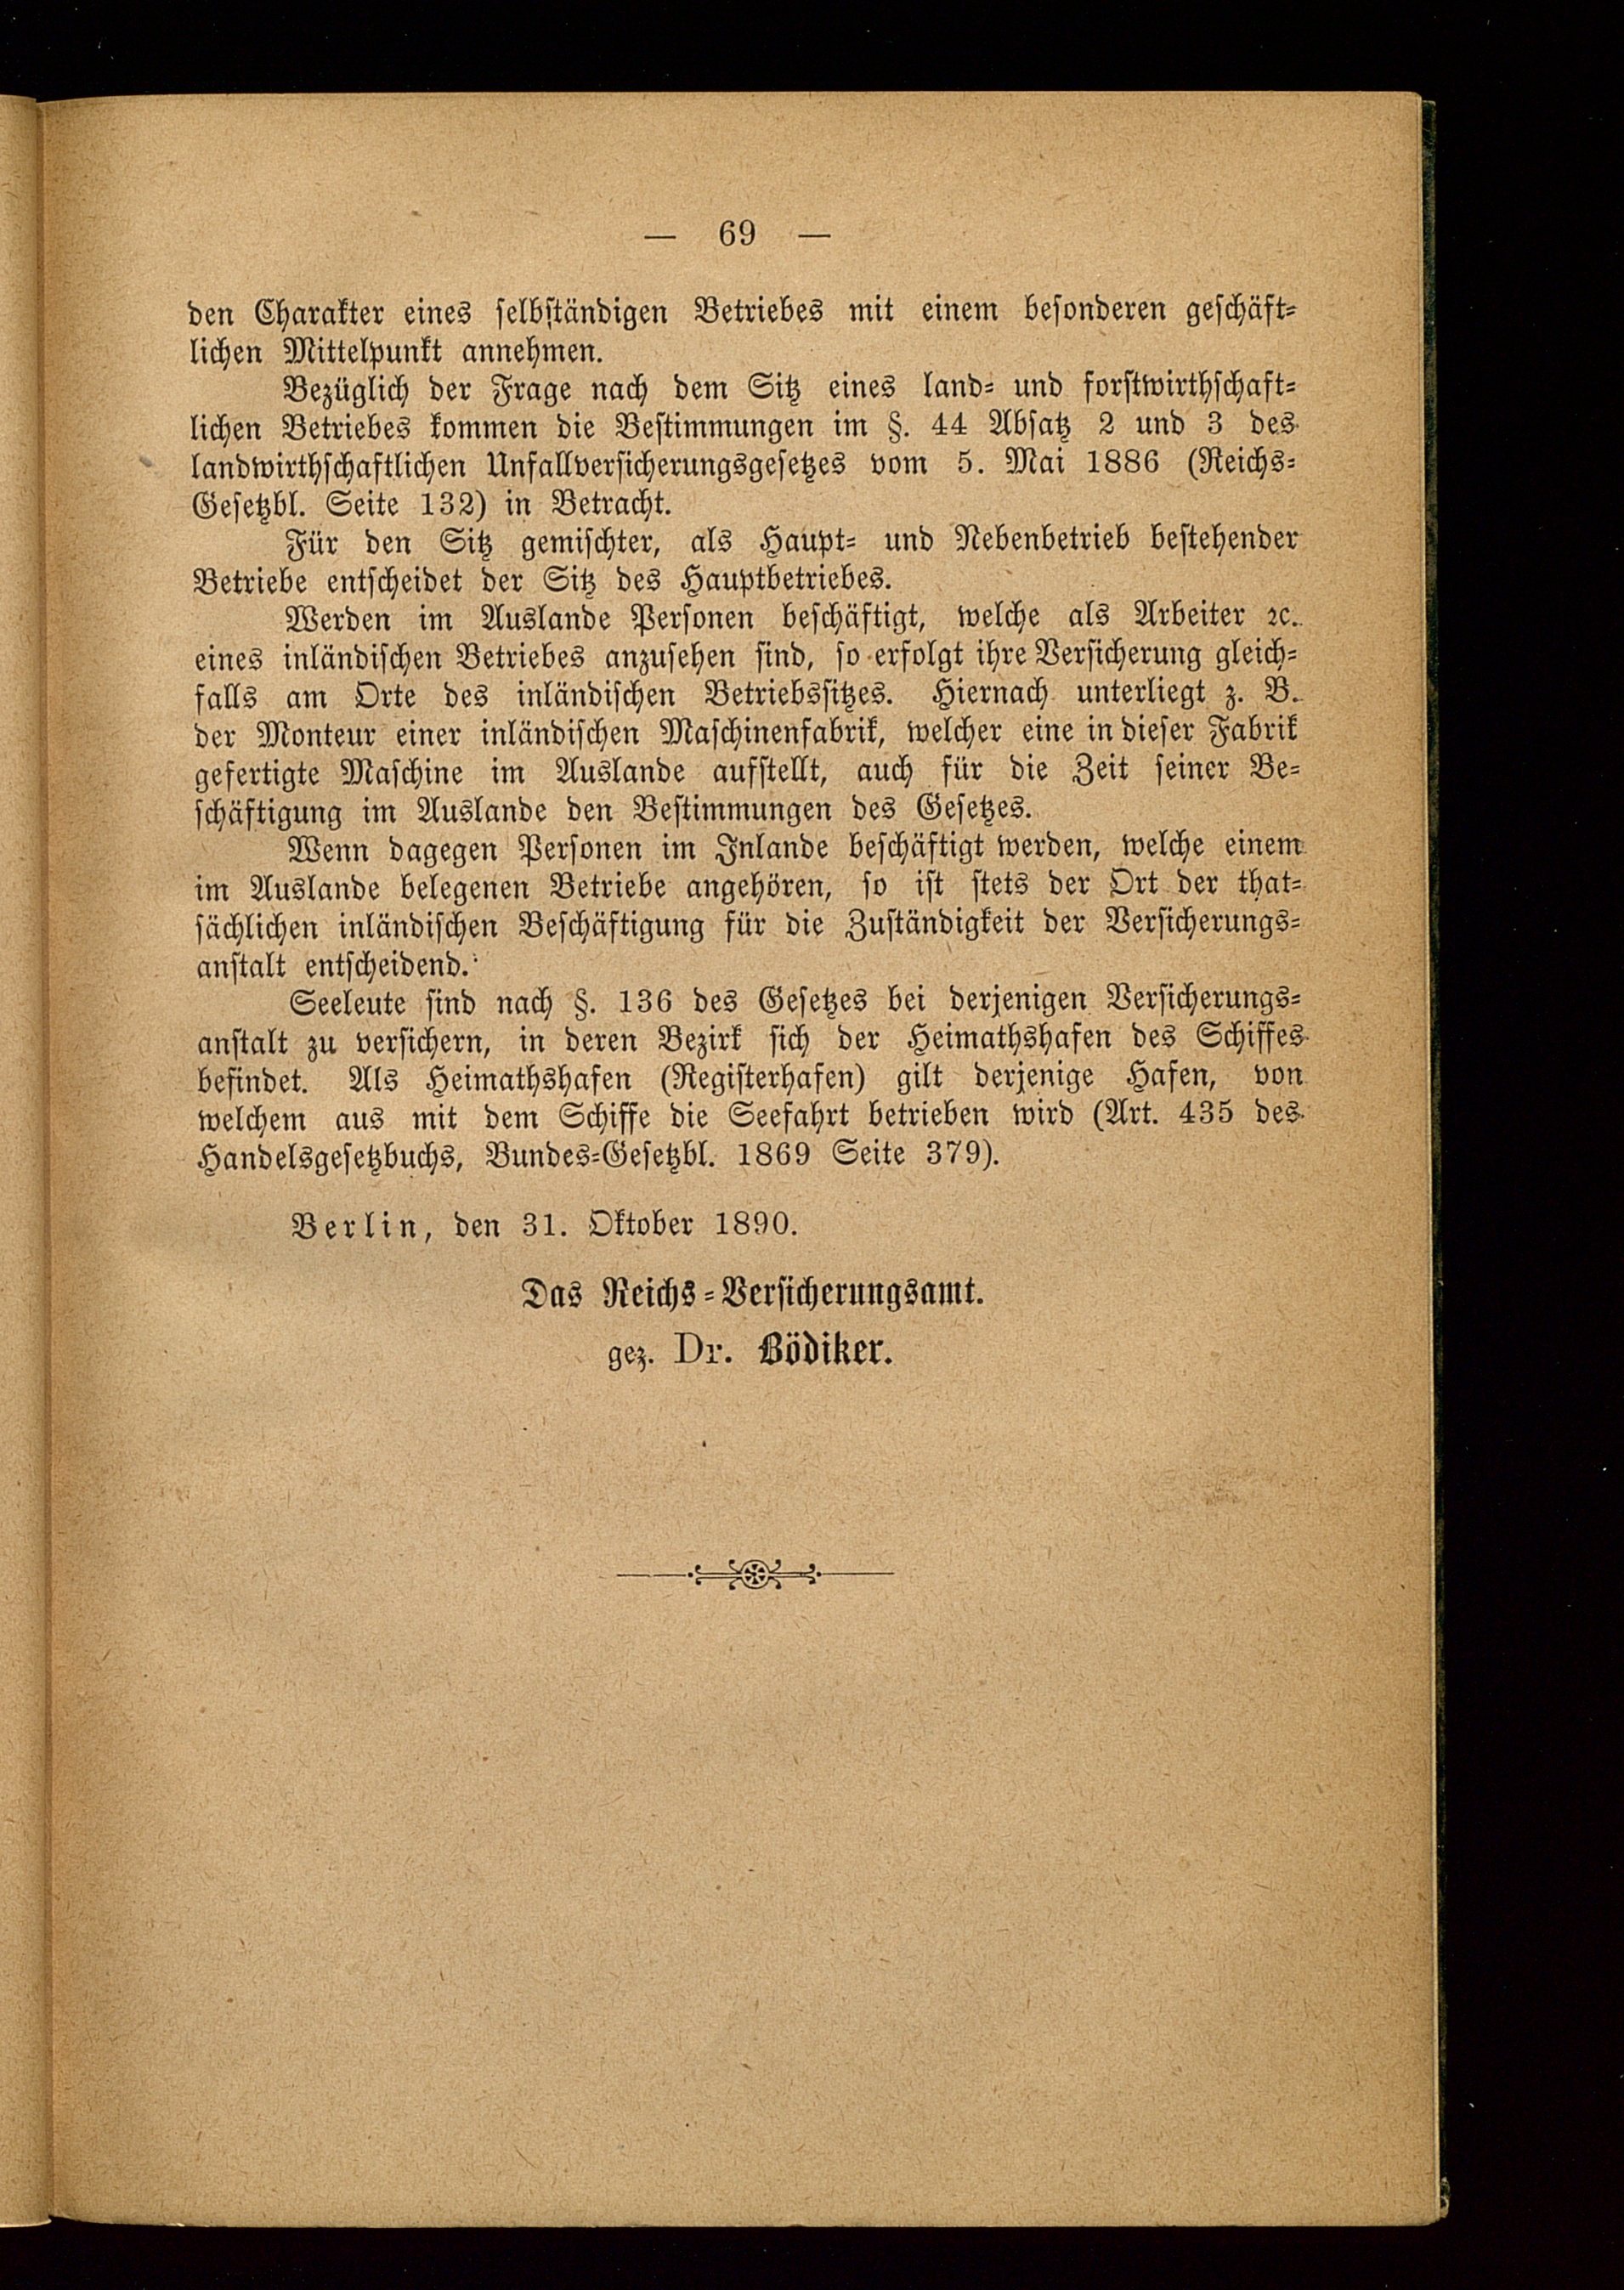 — 69 —
den Charakter eines selbständigen Betriebes mit einem besonderen geschäft-
lichen Mittelpunkt annehmen.
Bezüglich der Frage nach dem Sitz eines land- und forstwirthschaft-
lichen Betriebes kommen die Bestimmungen im §. 44 Absatz 2 und 3 des
landwirthschaftlichen Unfallversicherungsgesetzes vom 5. Mai 1886 (Reichs-
Gesetzbl. Seite 132) in Betracht.
Für den Sitz gemischter, als Haupt- und Nebenbetrieb bestehender
Betriebe entscheidet der Sitz des Hauptbetriebes.
Werden im Auslande Personen beschäftigt, welche als Arbeiter ꝛc.
eines inländischen Betriebes anzusehen sind, so erfolgt ihre Versicherung gleich-
falls am Orte des inländischen Betriebssitzes. Hiernach unterliegt z. B.
der Monteur einer inländischen Maschinenfabrik, welcher eine in dieser Fabrik
gefertigte Maschine im Auslande aufstellt, auch für die Zeit seiner Be-
schäftigung im Auslande den Bestimmungen des Gesetzes.
Wenn dagegen Personen im Inlande beschäftigt werden, welche einem
im Auslande belegenen Betriebe angehören, so ist stets der Ort der that-
sächlichen inländischen Beschäftigung für die Zuständigkeit der Versicherungs-
anstalt entscheidend.
Seeleute sind nach §. 136 des Gesetzes bei derjenigen Versicherungs-
anstalt zu versichern, in deren Bezirk sich der Heimathshafen des Schiffes
befindet. Als Heimathshafen (Registerhafen) gilt derjenige Hafen, von
welchem aus mit dem Schiffe die Seefahrt betrieben wird (Art. 435 des
Handelsgesetzbuchs, Bundes-Gesetzbl. 1869 Seite 379).
Berlin, den 31. Oktober 1890.
Das Reichs-Versicherungsamt.
gez. Dr. Bödiker.